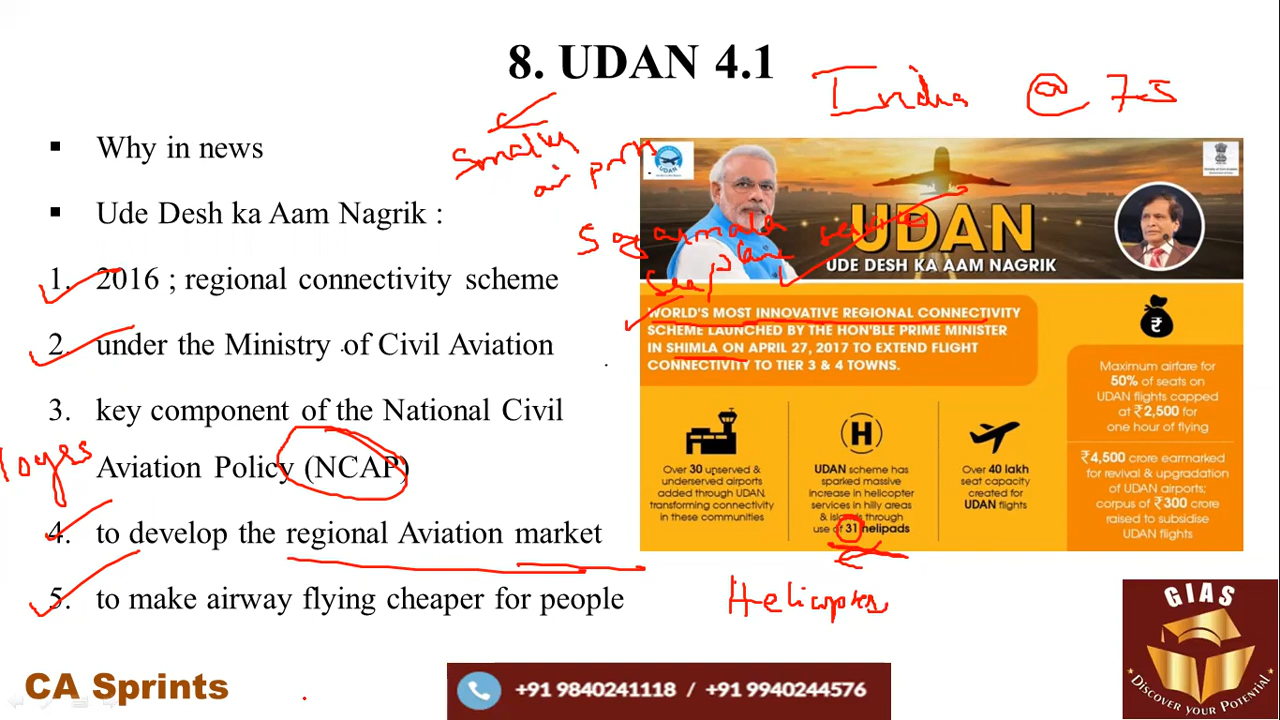 8. UDAN 4.1
India @ 75
▪ Why in news
Smaller
air ports
▪ Ude Desh ka Aam Nagrik :
Sagarmala
Sea plane services
1. 2016 ; regional connectivity scheme
2. under the Ministry of Civil Aviation
3. key component of the National Civil
Aviation Policy (NCAP)
4. to develop the regional Aviation market
5. to make airway flying cheaper for people
UDAN
UDAN
UDE DESH KA AAM NAGRIK
WORLD'S MOST INNOVATIVE REGIONAL CONNECTIVITY
SCHEME LAUNCHED BY THE HON'BLE PRIME MINISTER
IN SHIMLA ON APRIL 27, 2017 TO EXTEND FLIGHT
CONNECTIVITY TO TIER 3 & 4 TOWNS.
Over 30 unserved &
underserved airports
added through UDAN,
transforming connectivity
in these communities
H
UDAN scheme has
sparked massive
increase in helicopter
services in hilly areas
& islands through
use of 31 helipads
Over 40 lakh
seat capacity
created for
UDAN flights
₹
Maximum airfare for
50% of seats on
UDAN flights capped
at ₹2,500 for
one hour of flying
₹4,500 crore earmarked
for revival & upgradation
of UDAN airports;
corpus of ₹300 crore
raised to subsidise
UDAN flights
Helicopters
CA Sprints
+91 9840241118 / +91 9940244576
GIAS
DISCOVER YOUR POTENTIAL